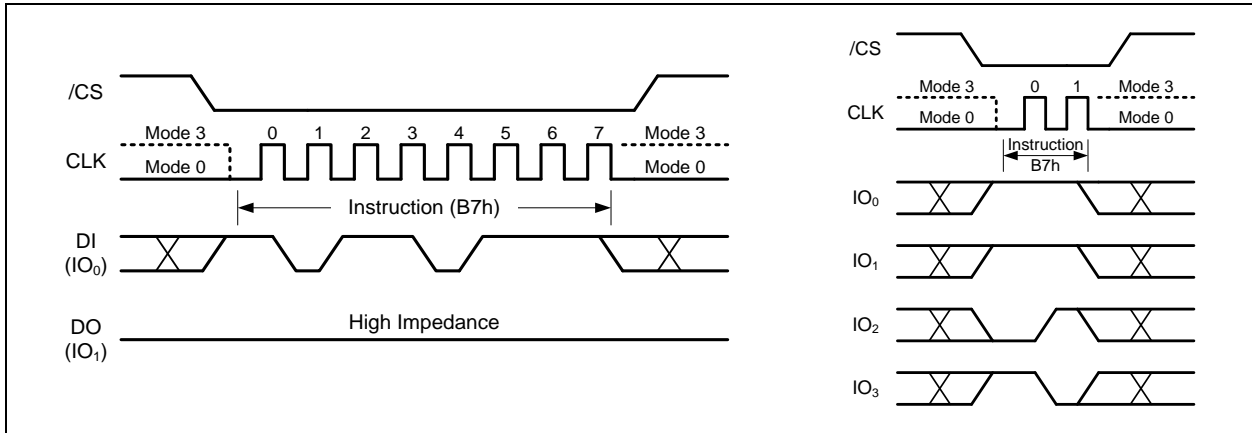 /CS
Mode 3 0 1 2 3 4 5 6 7 Mode 3
CLK
Mode 0 Mode 0
Instruction (B7h)
DI
(IO0)
High Impedance
DO
(IO1)
/CS
Mode 3 0 1 Mode 3
CLK
Mode 0 Mode 0
Instruction
B7h
IO0
IO1
IO2
IO3